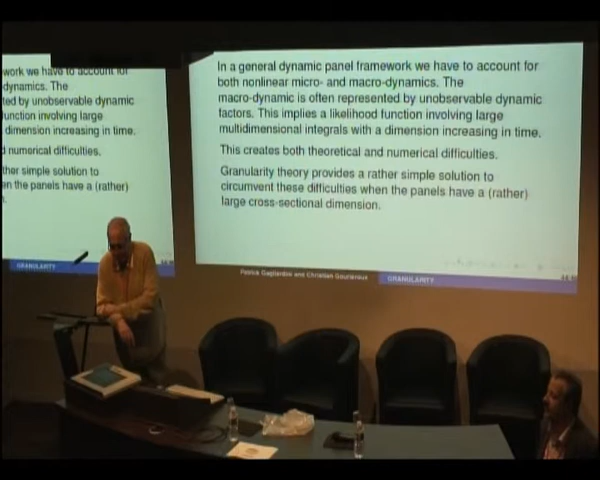 work we have to account for
dynamics. The
ted by unobservable dynamic
function involving large
dimension increasing in time.
d numerical difficulties.
ther simple solution to
en the panels have a (rather)
GRANULARITY
In a general dynamic panel framework we have to account for
both nonlinear micro- and macro-dynamics. The
macro-dynamic is often represented by unobservable dynamic
factors. This implies a likelihood function involving large
multidimensional integrals with a dimension increasing in time.
This creates both theoretical and numerical difficulties.
Granularity theory provides a rather simple solution to
circumvent these difficulties when the panels have a (rather)
large cross-sectional dimension.
Patrick Gagliardini and Christian Gouriéroux
GRANULARITY